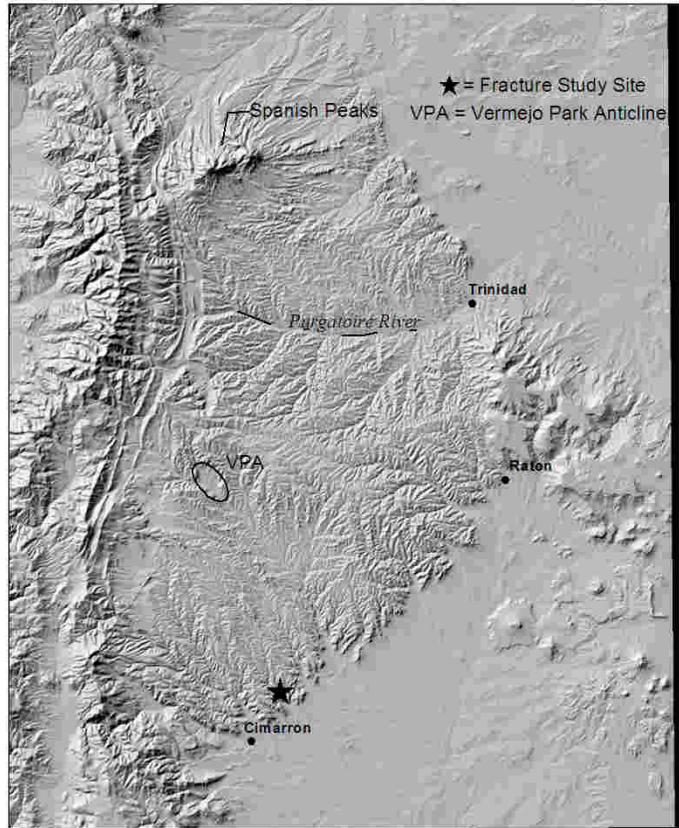 ★ = Fracture Study Site
Spanish Peaks
VPA = Vermejo Park Anticline
Trinidad
Purgatoire River
VPA
Raton
Cimarron